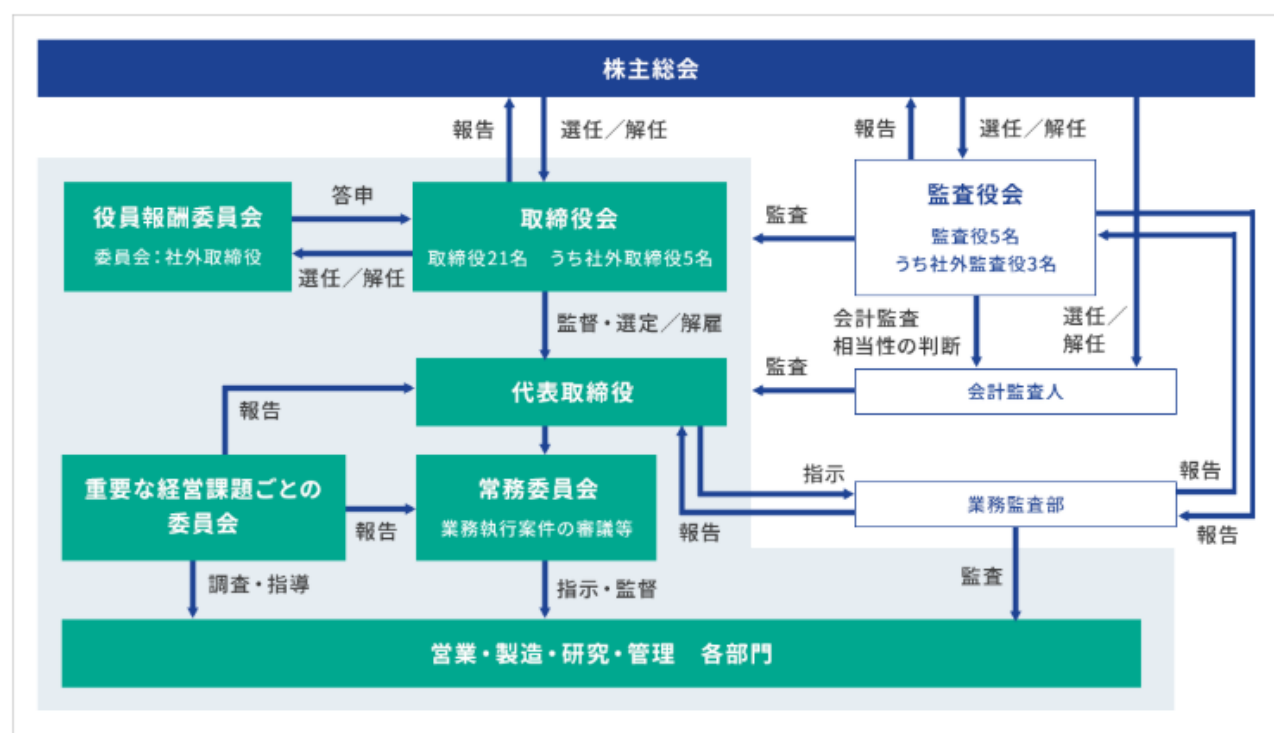 株主総会
報告
選任／解任
報告
選任／解任
役員報酬委員会
委員会：社外取締役
答申
選任／解任
取締役会
取締役21名　うち社外取締役5名
監査
監査役会
監査役5名
うち社外監査役3名
監督・選定／解雇
会計監査
相当性の判断
選任／
解任
代表取締役
監査
会計監査人
報告
重要な経営課題ごとの
委員会
報告
常務委員会
業務執行案件の審議等
指示
報告
業務監査部
報告
報告
調査・指導
指示・監督
監査
営業・製造・研究・管理　各部門